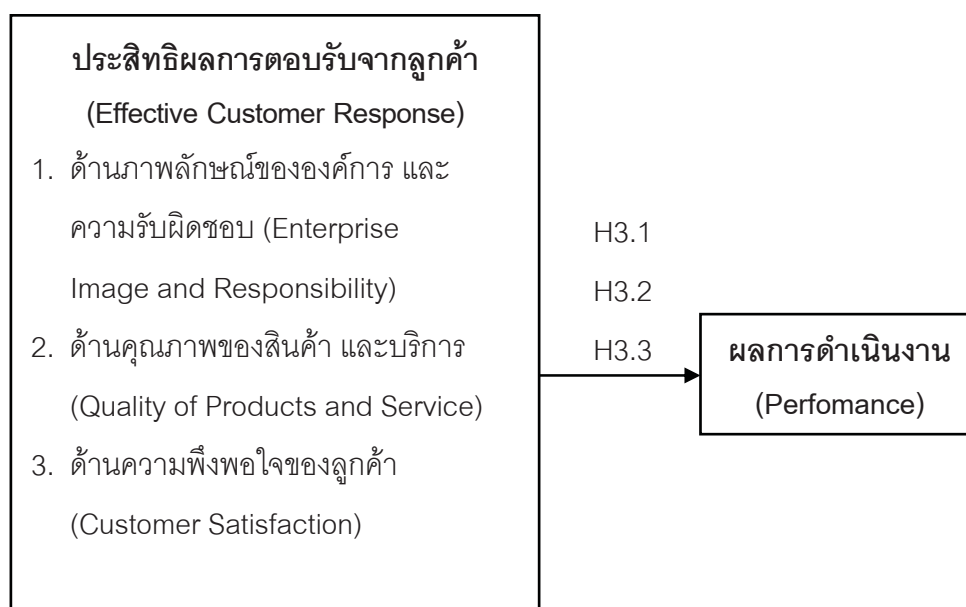 ประสิทธิผลการตอบรับจากลูกค้า
(Effective Customer Response)
1. ด้านภาพลักษณ์ขององค์การ และ
ความรับผิดชอบ (Enterprise
Image and Responsibility)
2. ด้านคุณภาพของสินค้า และบริการ
(Quality of Products and Service)
3. ด้านความพึงพอใจของลูกค้า
(Customer Satisfaction)
H3.1
H3.2
H3.3
ผลการดำเนินงาน
(Perfomance)